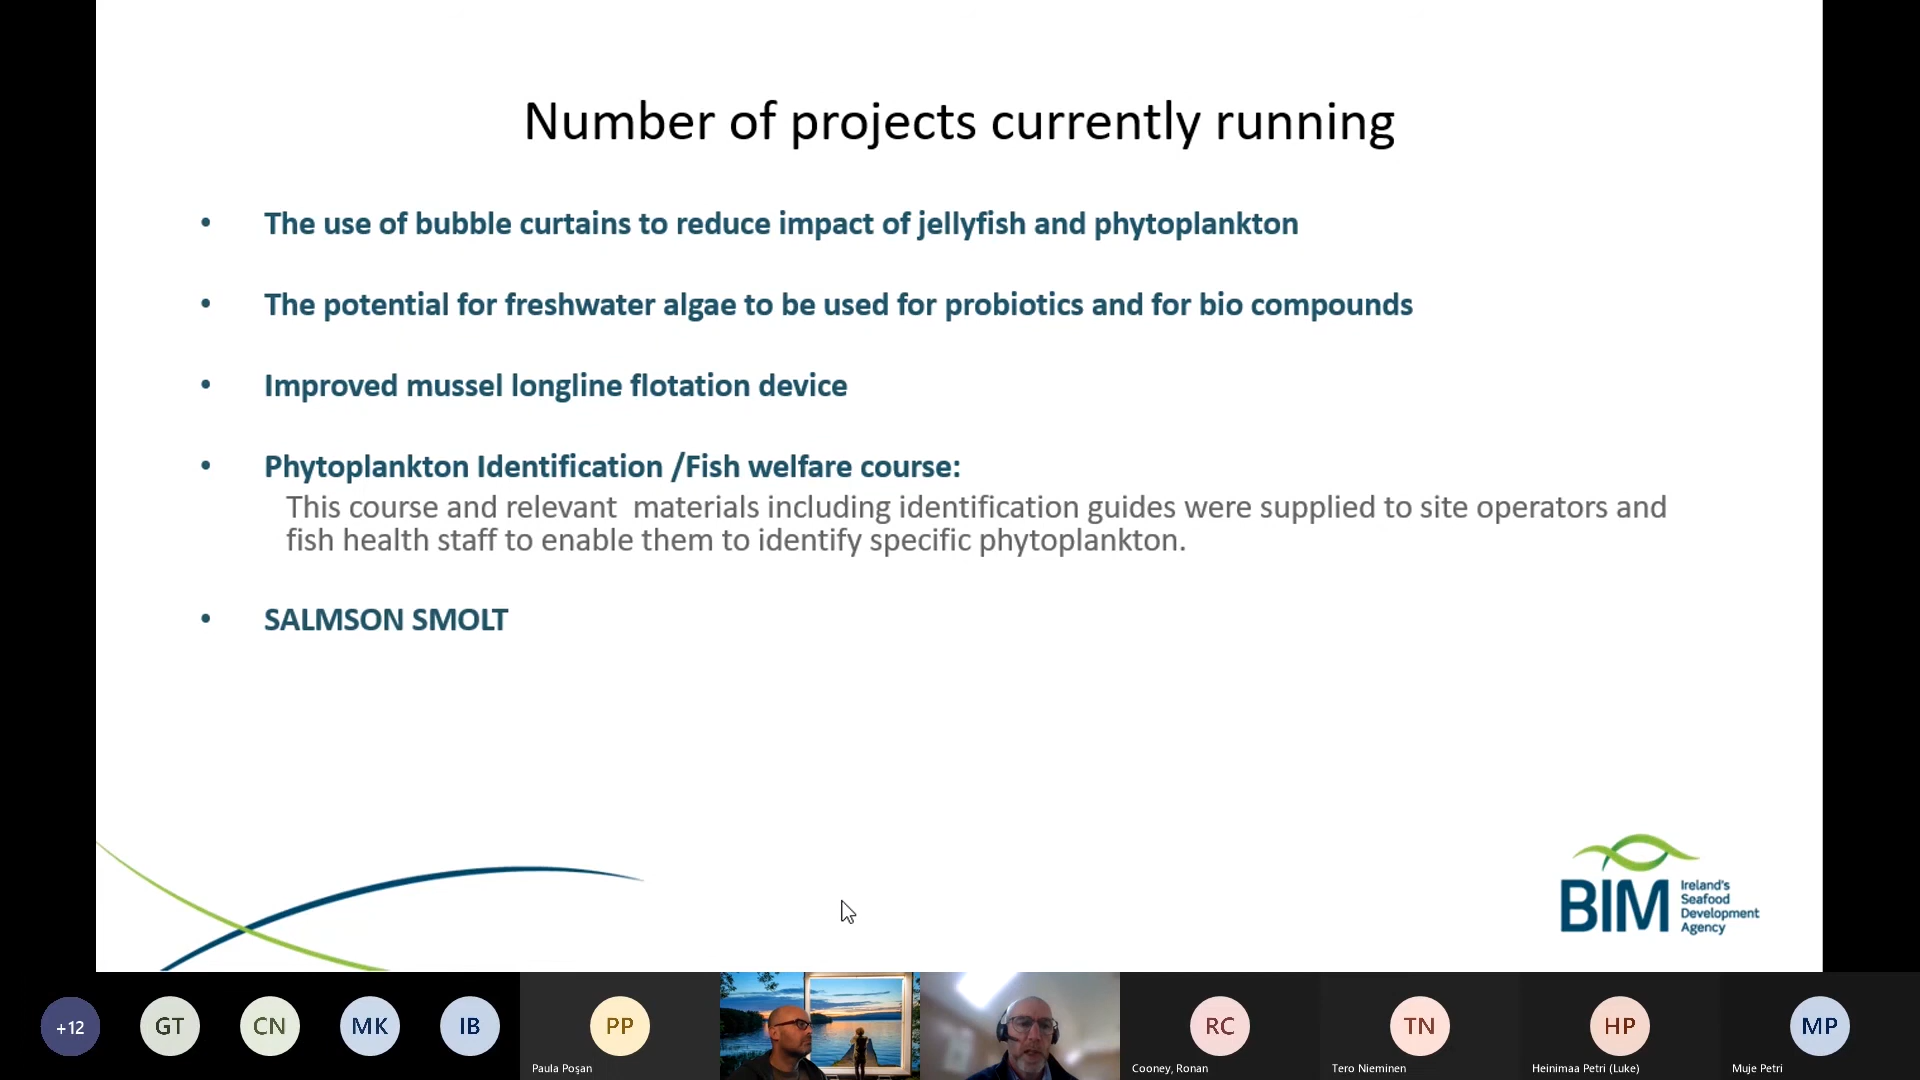 Number of projects currently running
• The use of bubble curtains to reduce impact of jellyfish and phytoplankton
• The potential for freshwater algae to be used for probiotics and for bio compounds
• Improved mussel longline flotation device
• Phytoplankton Identification /Fish welfare course:
This course and relevant  materials including identification guides were supplied to site operators and
fish health staff to enable them to identify specific phytoplankton.
• SALMSON SMOLT
BIM
Ireland's
Seafood
Development
Agency
+12
GT
CN
MK
IB
PP
Paula Poşan
RC
Cooney, Ronan
TN
Tero Nieminen
HP
Heinimaa Petri (Luke)
MP
Muje Petri